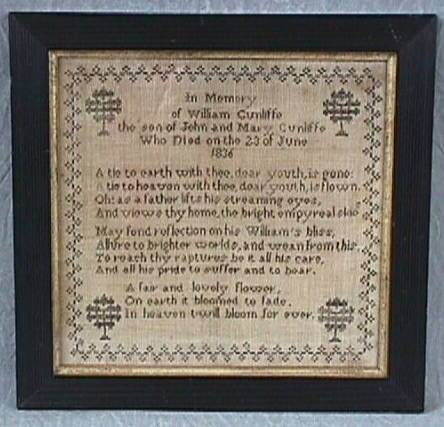 In Memory
of William Cunliffe
the son of John and Mary Cunliffe
Who Died on the 23 of June
1836
A tie to earth with thee, dear youth, is gone:
A tie to heaven with thee, dear youth, is flown.
Oh: as a father lifts his streaming eyes,
And views thy home, the bright empyreal skies
May fond reflection on his William's bliss,
Allure to brighter worlds, and wean from this.
To reach thy raptures be it all his care,
And all his pride to suffer and to bear.
A fair and lovely flower,
On earth it bloomed to fade.
In heaven twill bloom for ever.